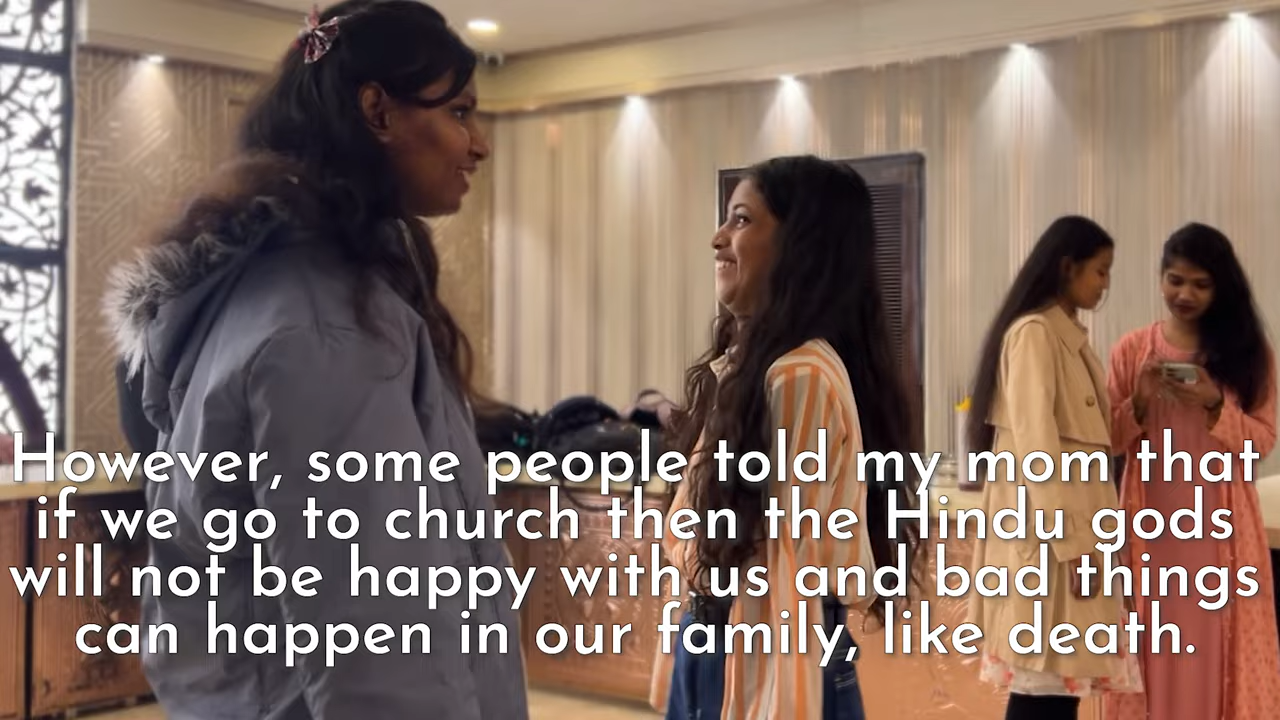 However, some people told my mom that
if we go to church then the Hindu gods
will not be happy with us and bad things
can happen in our family, like death.